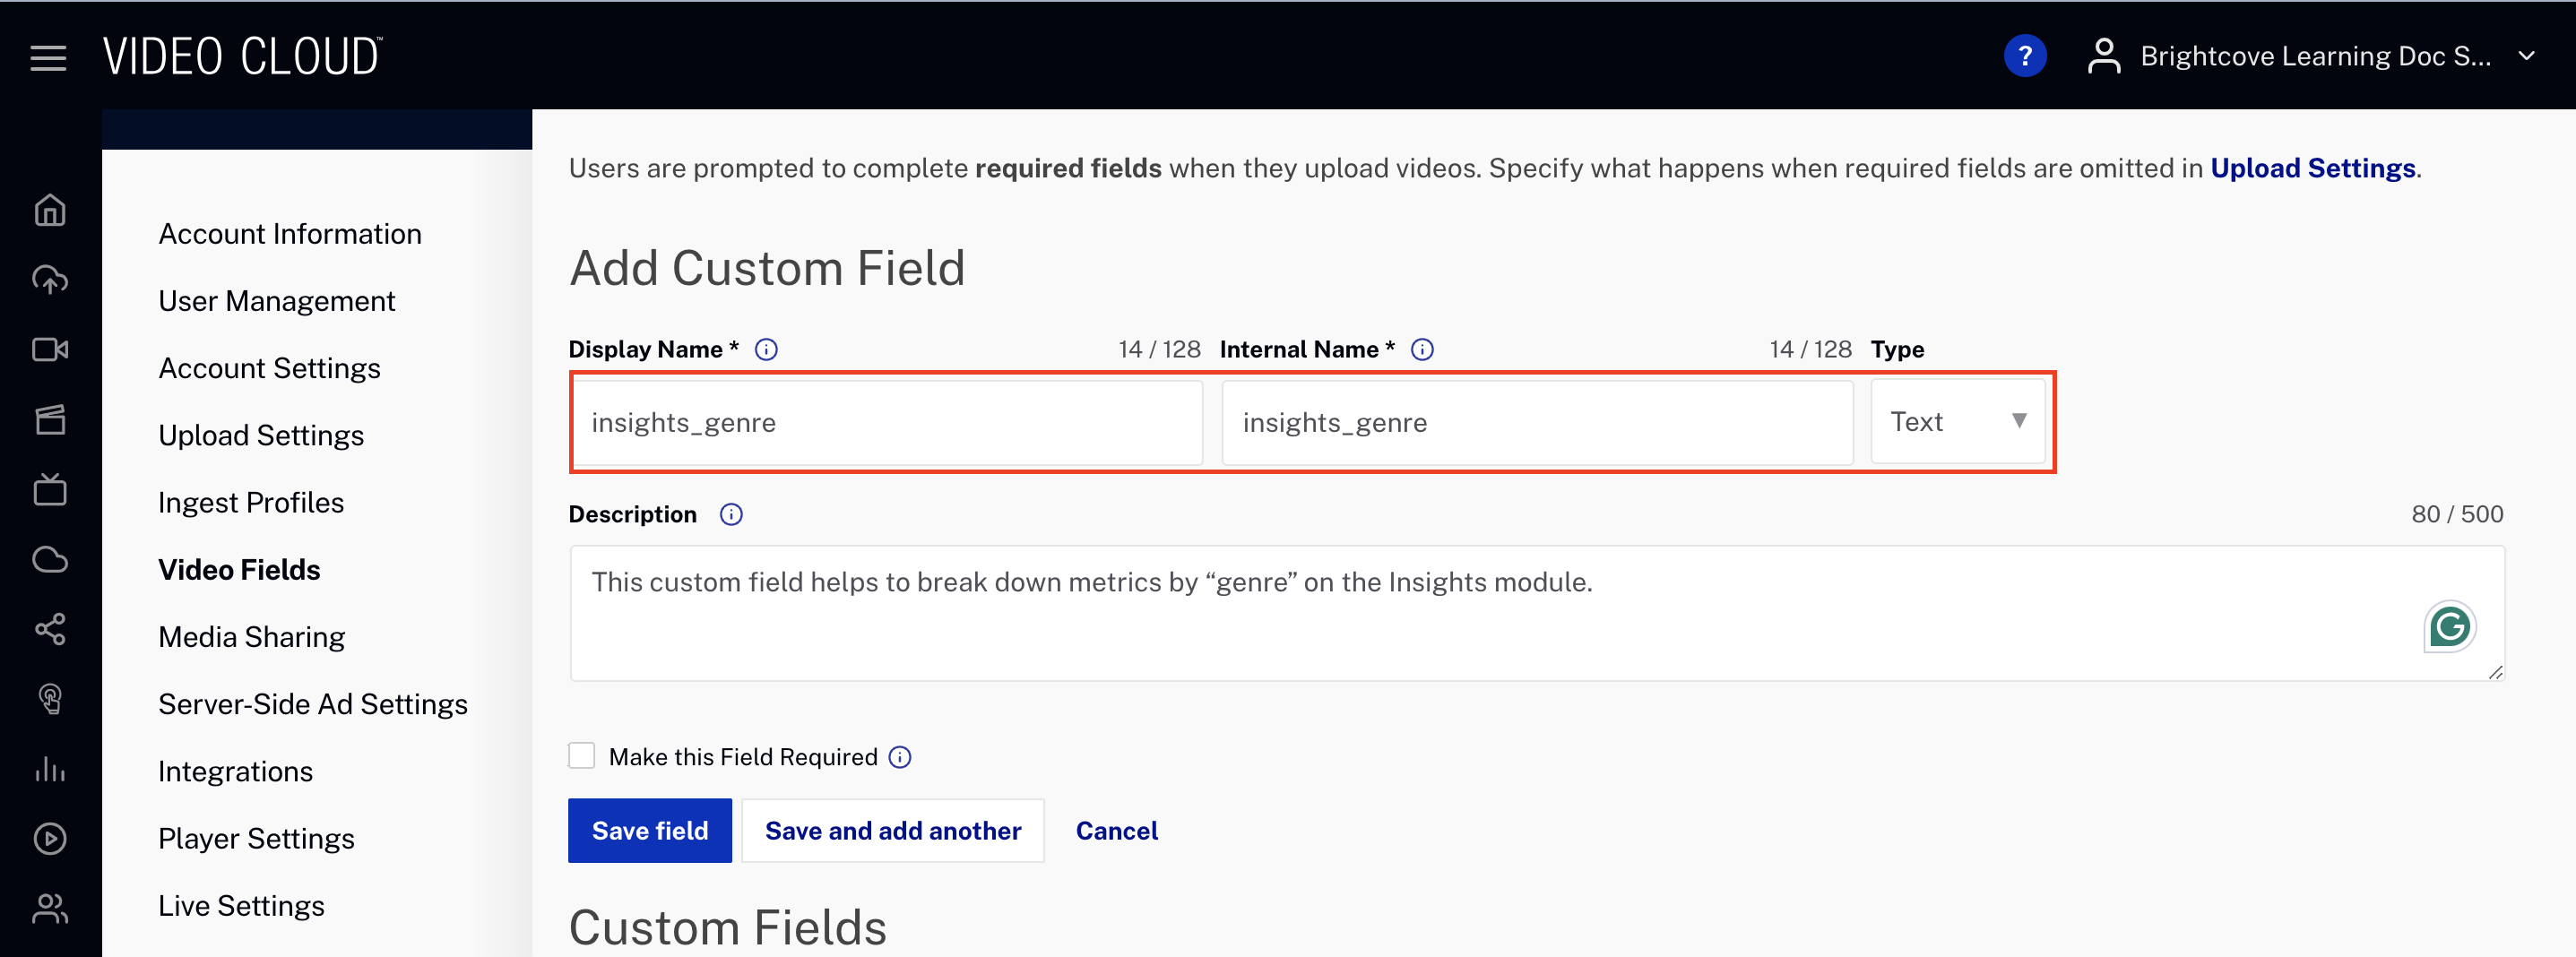 VIDEO CLOUD™
?
Brightcove Learning Doc S...
Account Information
User Management
Account Settings
Upload Settings
Ingest Profiles
Video Fields
Media Sharing
Server-Side Ad Settings
Integrations
Player Settings
Live Settings
Users are prompted to complete required fields when they upload videos. Specify what happens when required fields are omitted in Upload Settings.
Add Custom Field
Display Name * 14 / 128 Internal Name * 14 / 128 Type
insights_genre insights_genre Text
Description 80 / 500
This custom field helps to break down metrics by “genre” on the Insights module.
Make this Field Required
Save field Save and add another Cancel
Custom Fields